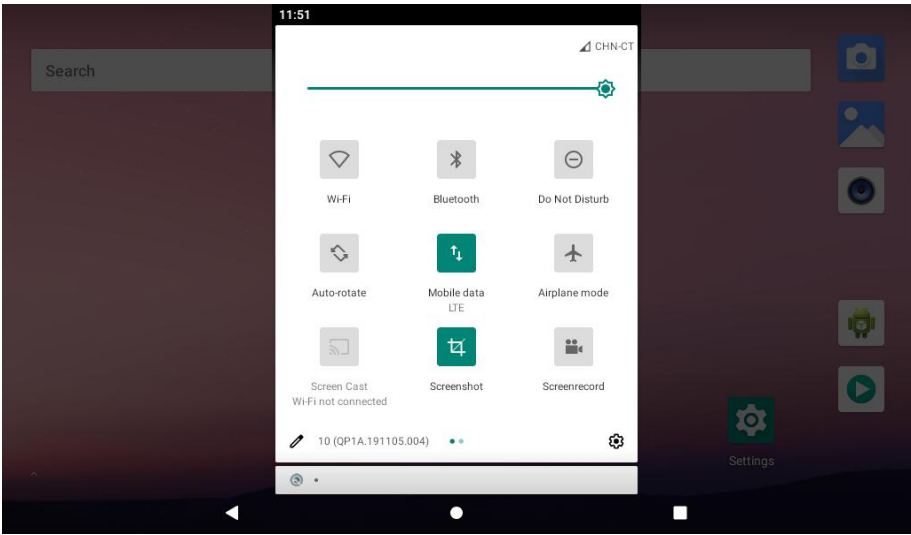 11:51
CHN-CT
Search
Wi-Fi
Bluetooth
Do Not Disturb
Auto-rotate
Mobile data
LTE
Airplane mode
Screen Cast
Wi-Fi not connected
Screenshot
Screenrecord
10 (QP1A.191105.004)
Settings